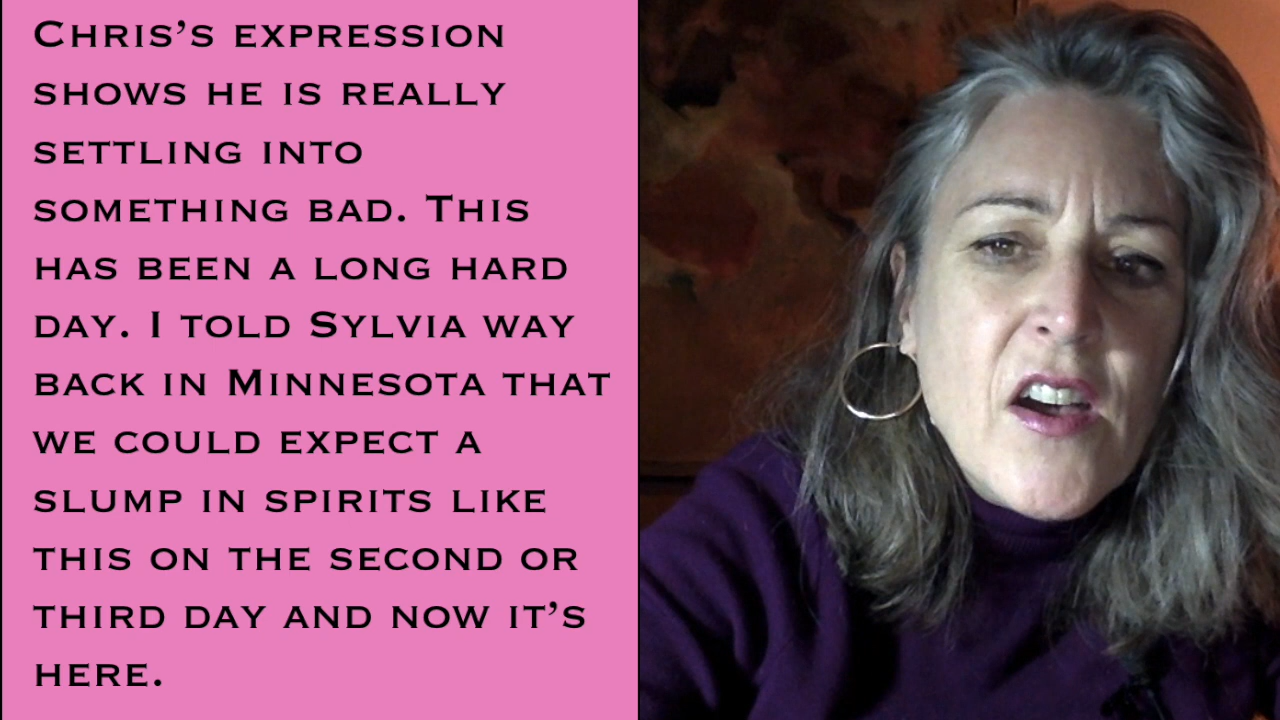 Chris’s expression
shows he is really
settling into
something bad. This
has been a long hard
day. I told Sylvia way
back in Minnesota that
we could expect a
slump in spirits like
this on the second or
third day and now it’s
here.